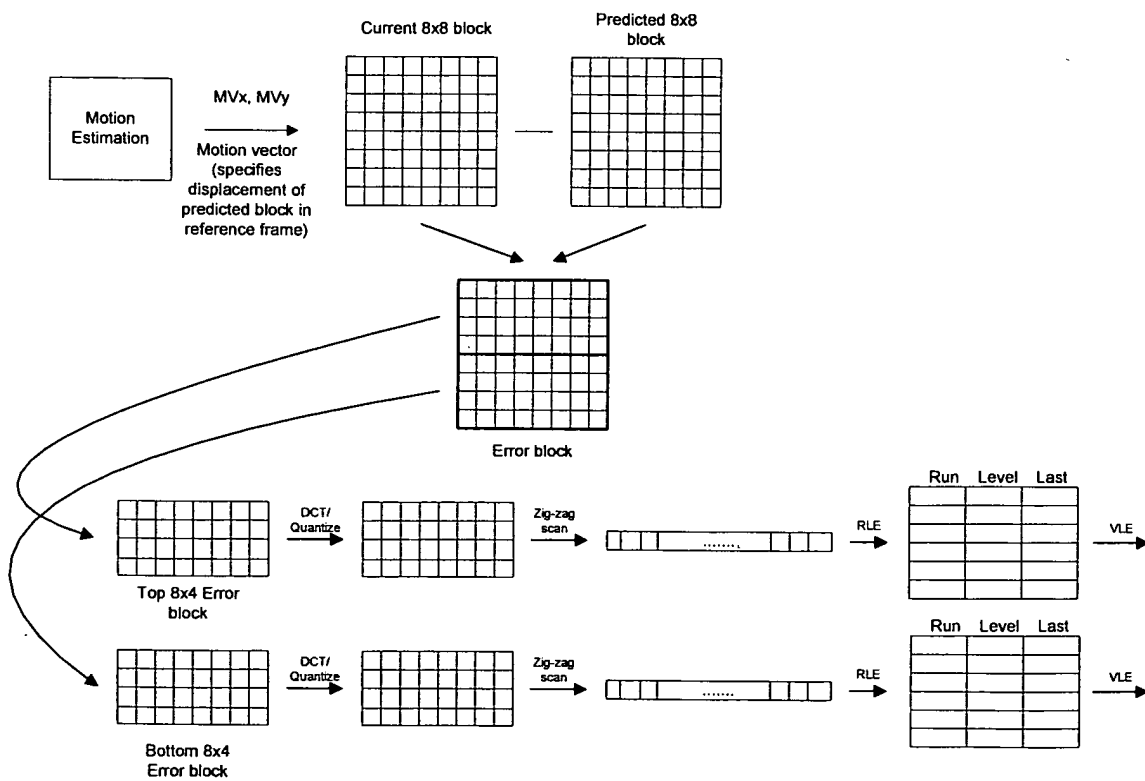 Current 8x8 block
Predicted 8x8
block
Motion
Estimation
MVx, MVy
Motion vector
(specifies
displacement of
predicted block in
reference frame)
Error block
Top 8x4 Error
block
DCT/
Quantize
Zig-zag
scan
........
RLE
Run Level Last
VLE
Bottom 8x4
Error block
DCT/
Quantize
Zig-zag
scan
.......
RLE
Run Level Last
VLE